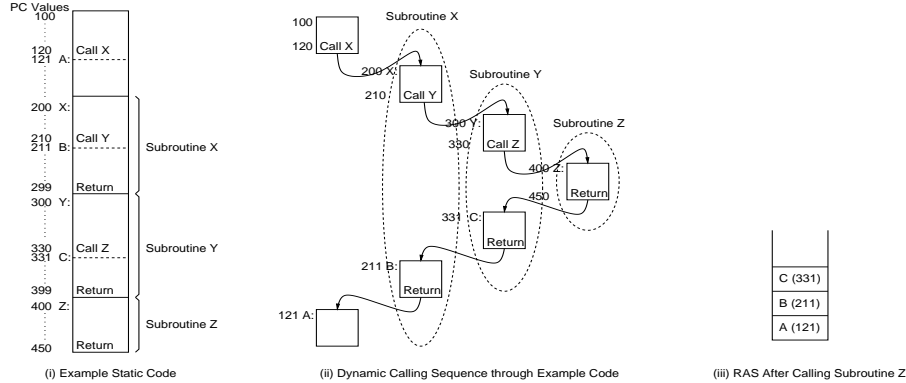 PC Values
100
120 Call X
121 A:
200 X:
210 Call Y
211 B:
Subroutine X
299 Return
300 Y:
330 Call Z
331 C:
Subroutine Y
399 Return
400 Z:
Subroutine Z
450 Return
(i) Example Static Code
Subroutine X
100
120 Call X
200 X:
210 Call Y
Subroutine Y
300 Y:
330 Call Z
Subroutine Z
400 Z:
Return
450
331 C:
Return
211 B:
Return
121 A:
(ii) Dynamic Calling Sequence through Example Code
C (331)
B (211)
A (121)
(iii) RAS After Calling Subroutine Z